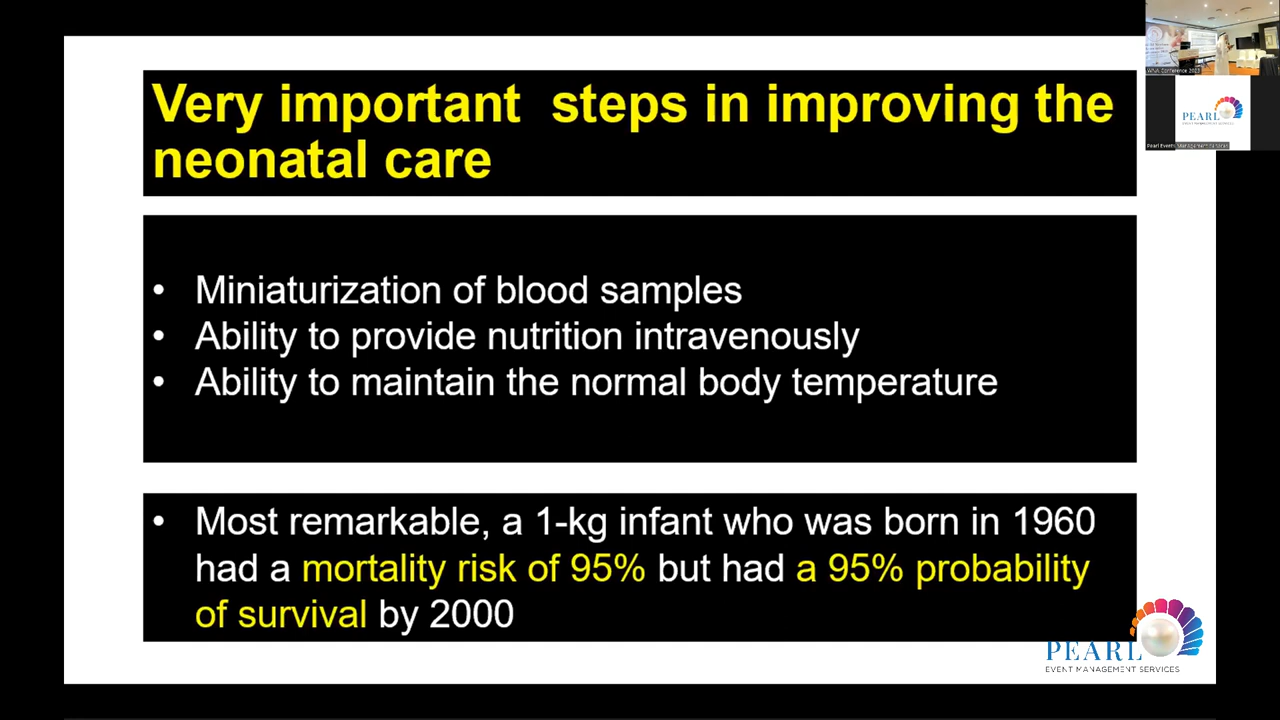 Very important  steps in improving the
neonatal care
• Miniaturization of blood samples
• Ability to provide nutrition intravenously
• Ability to maintain the normal body temperature
• Most remarkable, a 1-kg infant who was born in 1960
had a mortality risk of 95% but had a 95% probability
of survival by 2000
PEARL
EVENT MANAGEMENT SERVICES
PEARL